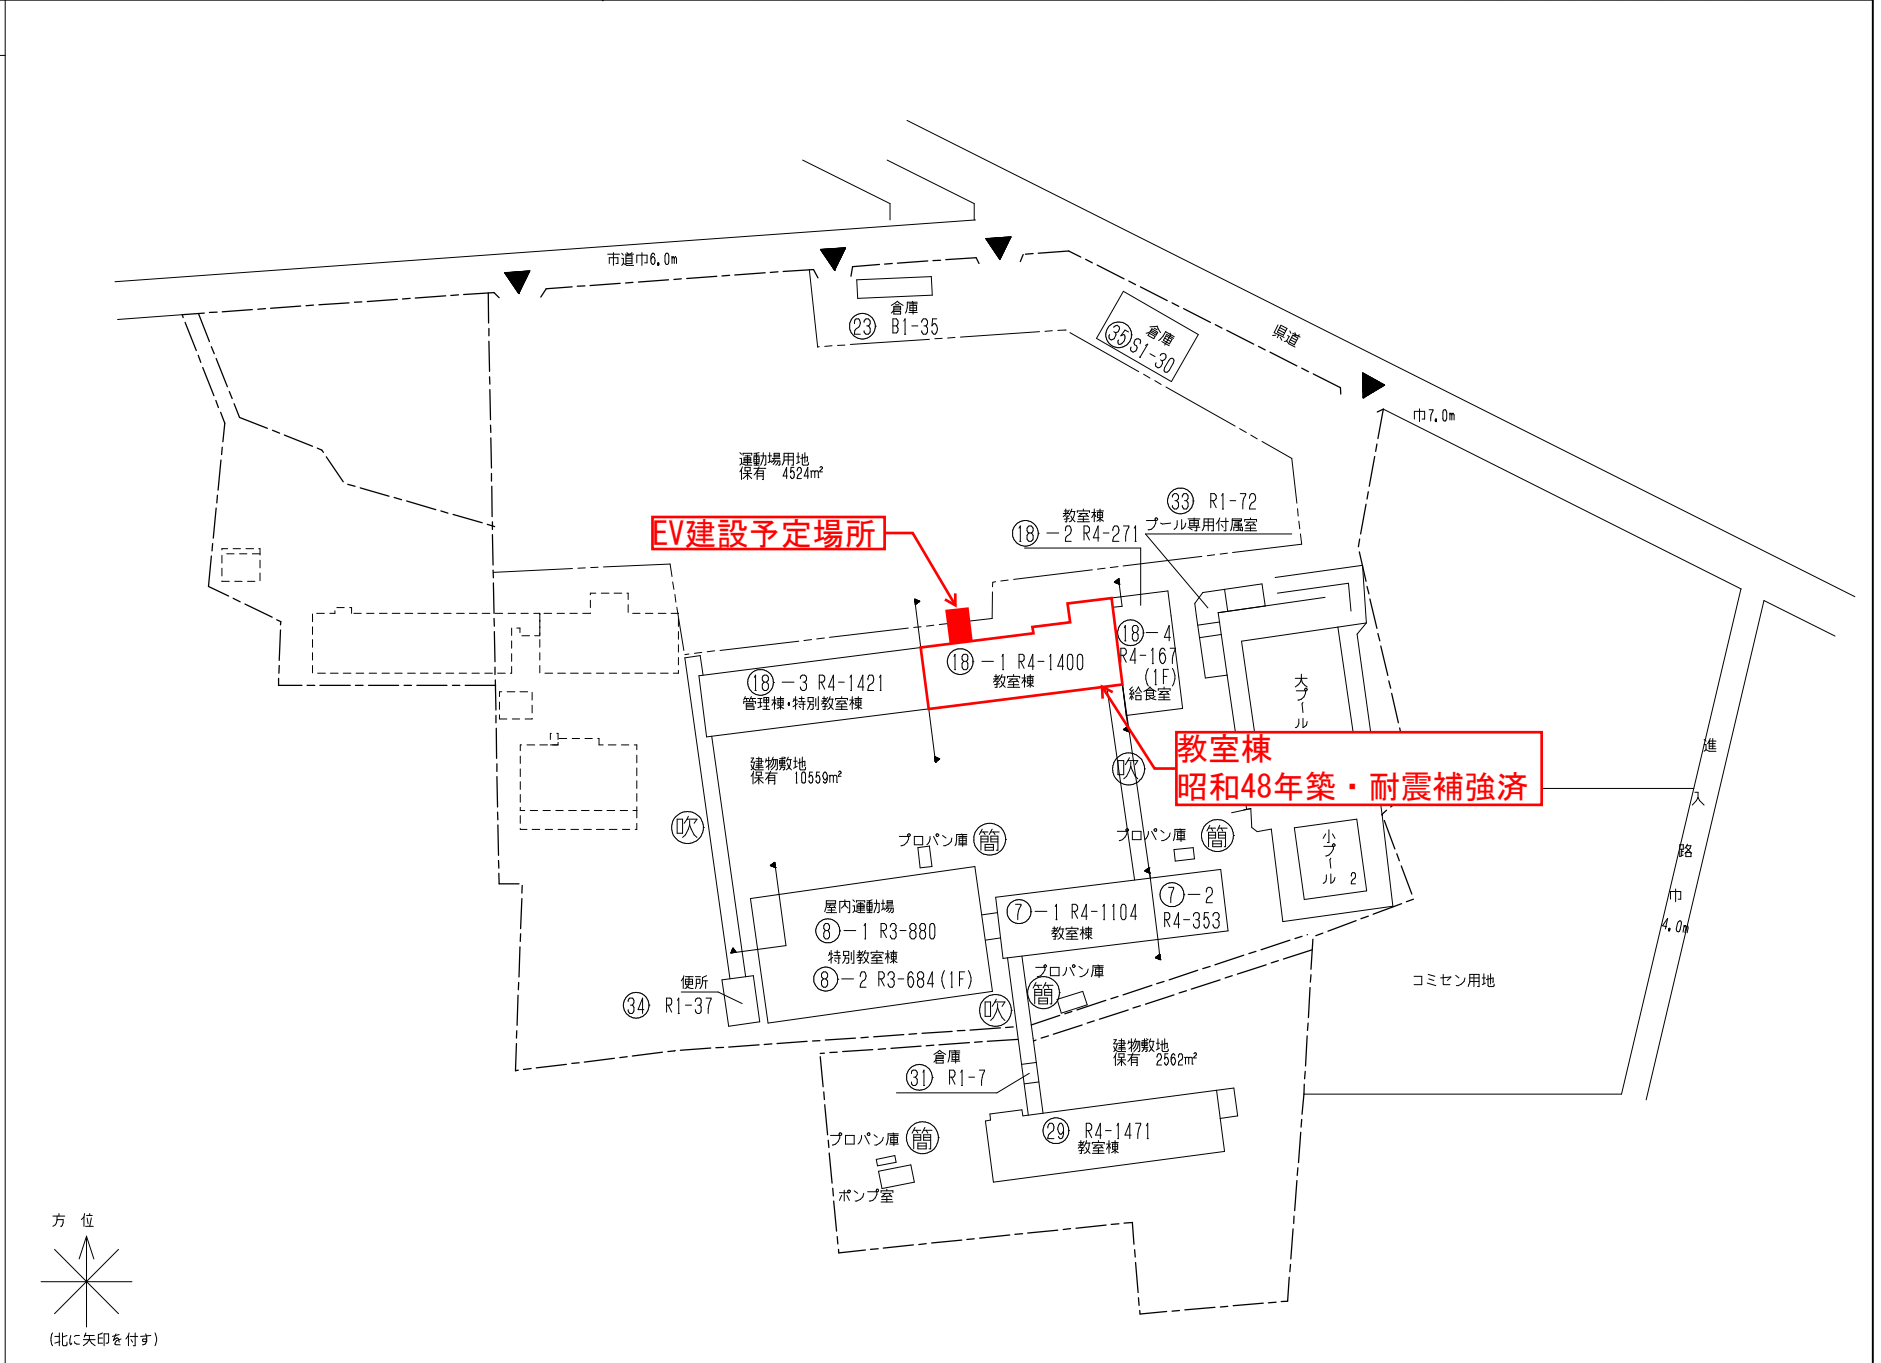 市道巾6.0m
倉庫
㉓ B1-35
倉庫
㉟ S1-30
県道
巾7.0m
運動場用地
保有 4524㎡
EV建設予定場所
教室棟
⑱-2 R4-271
㉝ R1-72
プール専用付属室
⑱-1 R4-1400
教室棟
⑱-4
R4-167
(1F)
給食室
⑱-3 R4-1421
管理棟・特別教室棟
大プール
教室棟
昭和48年築・耐震補強済
建物敷地
保有 10559㎡
吹
吹
プロパン庫 簡
プロパン庫 簡
小プール 2
進入路巾4.0m
屋内運動場
⑧-1 R3-880
特別教室棟
⑧-2 R3-684(1F)
⑦-1 R4-1104
教室棟
⑦-2
R4-353
便所
㉞ R1-37
プロパン庫
簡
吹
コミセン用地
倉庫
㉛ R1-7
建物敷地
保有 2562㎡
プロパン庫 簡
㉙ R4-1471
教室棟
ポンプ室
方 位
(北に矢印を付す)